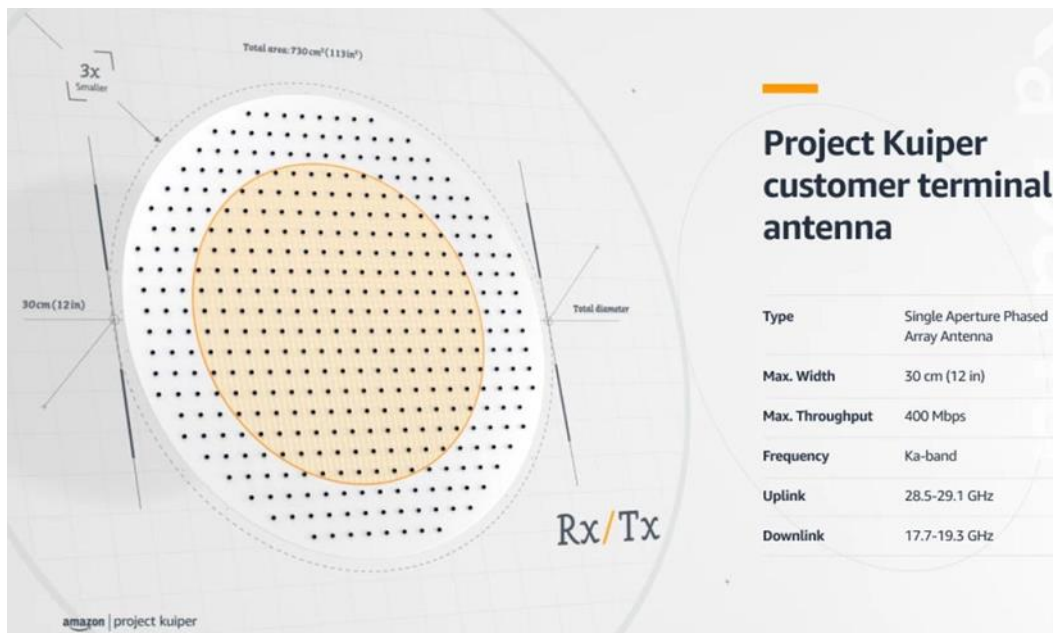 Total area: 730 cm² (113 in²)
3x
Smaller
30cm (12 in)
Total diameter
Rx/Tx
amazon | project kuiper
Project Kuiper
customer terminal
antenna
Type Single Aperture Phased
Array Antenna
Max. Width 30 cm (12 in)
Max. Throughput 400 Mbps
Frequency Ka-band
Uplink 28.5-29.1 GHz
Downlink 17.7-19.3 GHz